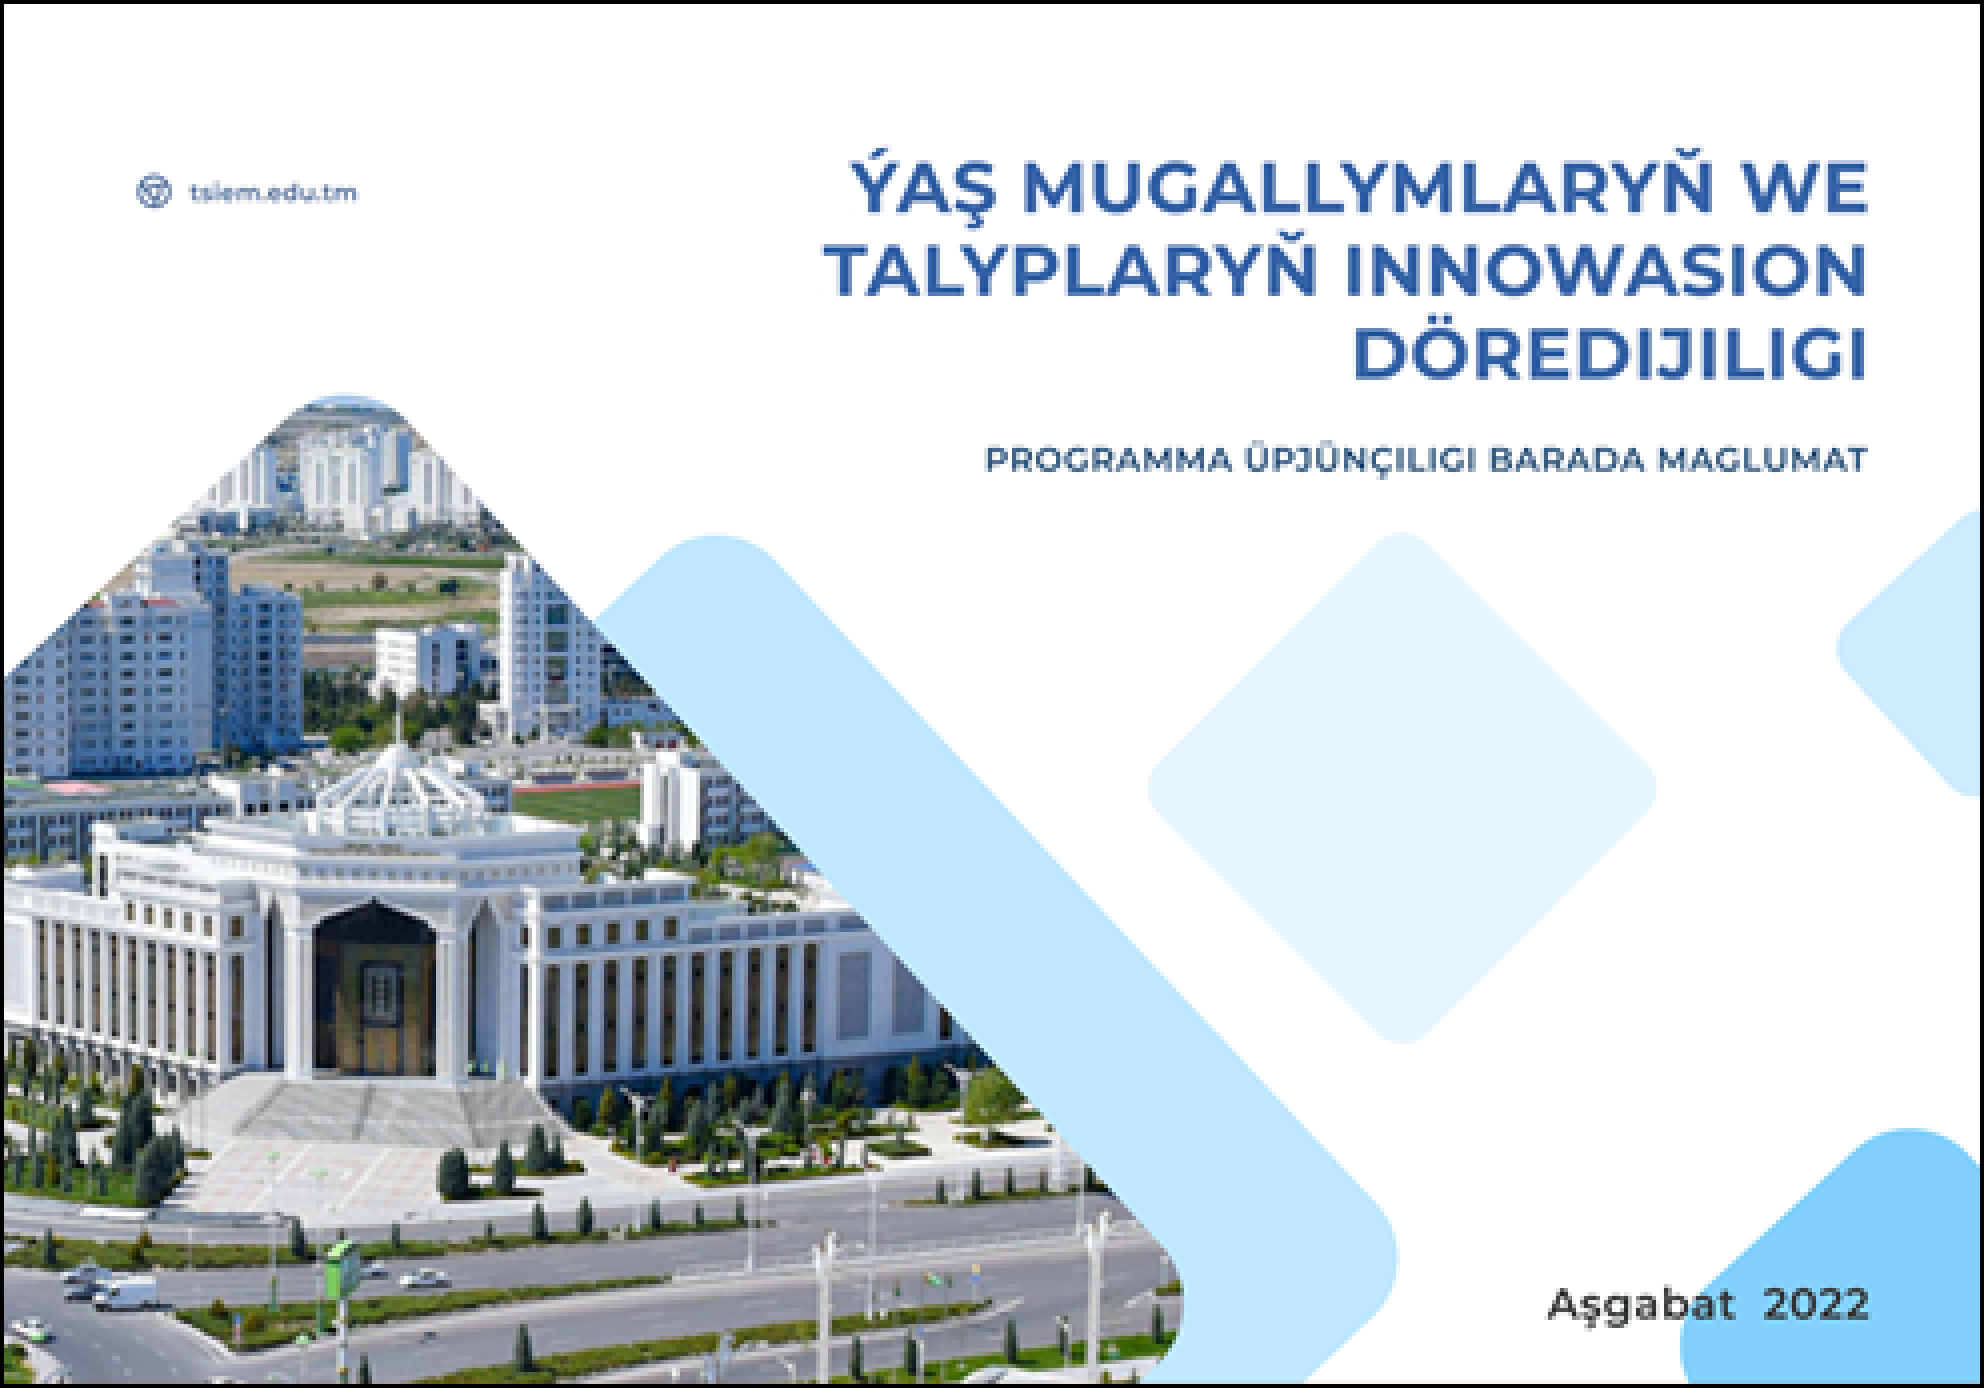 tsiem.edu.tm
ÝAŞ MUGALLYMLARYŇ WE
TALYPLARYŇ INNOWASION
DÖREDIJILIGI
PROGRAMMA ÜPJÜNÇILIGI BARADA MAGLUMAT
Aşgabat 2022